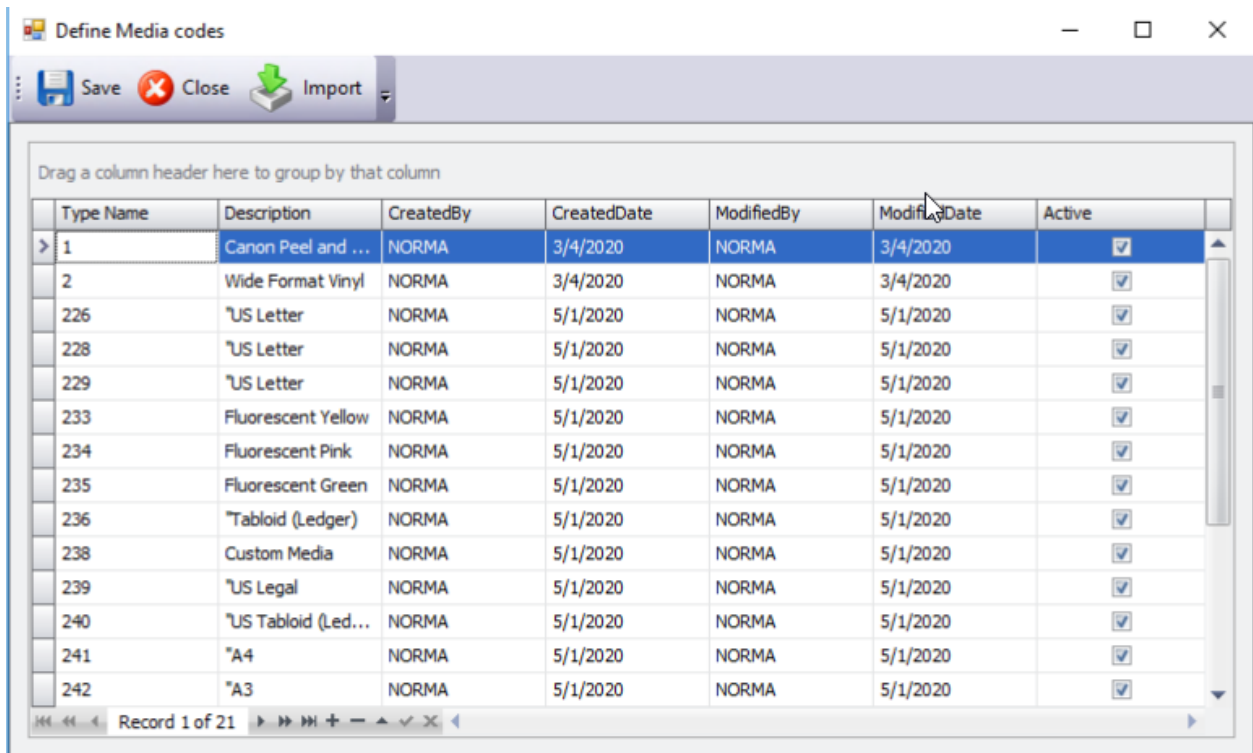 Define Media codes
Save Close Import
Drag a column header here to group by that column
Type Name Description CreatedBy CreatedDate ModifiedBy ModifiedDate Active
1 Canon Peel and ... NORMA 3/4/2020 NORMA 3/4/2020
2 Wide Format Vinyl NORMA 3/4/2020 NORMA 3/4/2020
226 "US Letter NORMA 5/1/2020 NORMA 5/1/2020
228 "US Letter NORMA 5/1/2020 NORMA 5/1/2020
229 "US Letter NORMA 5/1/2020 NORMA 5/1/2020
233 Fluorescent Yellow NORMA 5/1/2020 NORMA 5/1/2020
234 Fluorescent Pink NORMA 5/1/2020 NORMA 5/1/2020
235 Fluorescent Green NORMA 5/1/2020 NORMA 5/1/2020
236 "Tabloid (Ledger) NORMA 5/1/2020 NORMA 5/1/2020
238 Custom Media NORMA 5/1/2020 NORMA 5/1/2020
239 "US Legal NORMA 5/1/2020 NORMA 5/1/2020
240 "US Tabloid (Led... NORMA 5/1/2020 NORMA 5/1/2020
241 "A4 NORMA 5/1/2020 NORMA 5/1/2020
242 "A3 NORMA 5/1/2020 NORMA 5/1/2020
Record 1 of 21